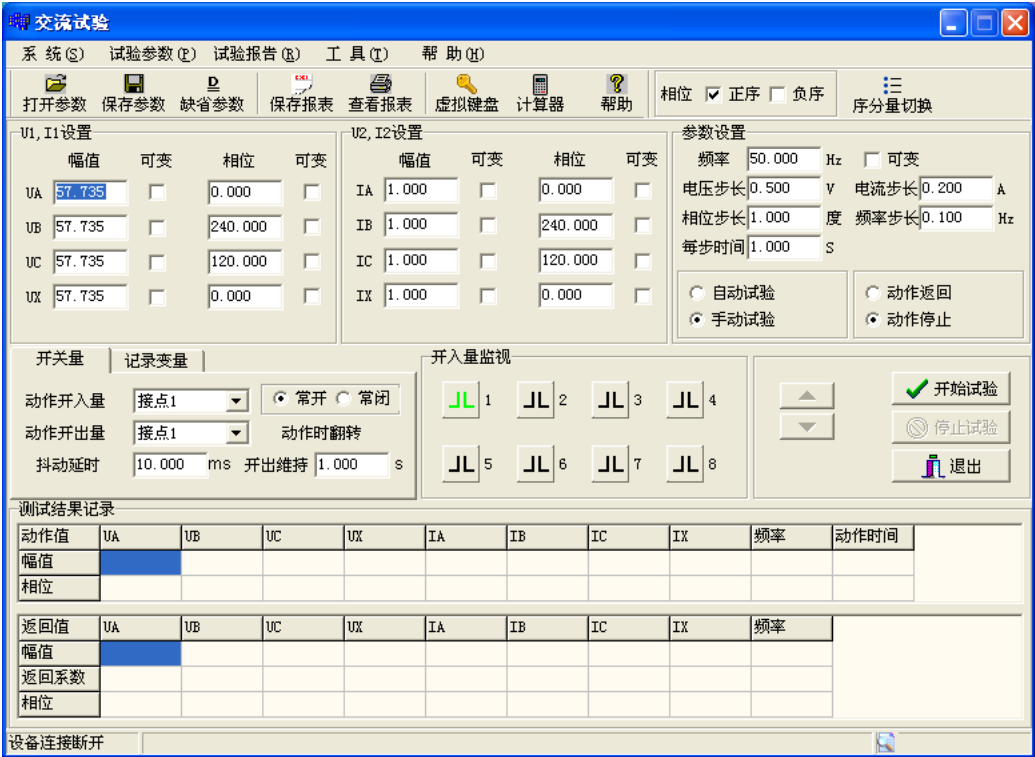 交流试验
系 统(S) 试验参数(P) 试验报告(R) 工 具(T) 帮 助(H)
打开参数 保存参数 缺省参数 保存报表 查看报表 虚拟键盘 计算器 帮助 相位 正序 负序 序分量切换
U1,I1设置 U2,I2设置 参数设置
幅值 可变 相位 可变 幅值 可变 相位 可变 频率 50.000 Hz 可变
UA 57.735 0.000 IA 1.000 0.000 电压步长 0.500 V 电流步长 0.200 A
UB 57.735 240.000 IB 1.000 240.000 相位步长 1.000 度 频率步长 0.100 Hz
UC 57.735 120.000 IC 1.000 120.000 每步时间 1.000 S
UX 57.735 0.000 IX 1.000 0.000 自动试验 动作返回
手动试验 动作停止
开关量 记录变量 开入量监视
动作开入量 接点1 常开 常闭 1 2 3 4 开始试验
动作开出量 接点1 动作时翻转 停止试验
抖动延时 10.000 ms 开出维持 1.000 s 5 6 7 8 退出
测试结果记录
动作值 UA UB UC UX IA IB IC IX 频率 动作时间
幅值
相位
返回值 UA UB UC UX IA IB IC IX 频率
幅值
返回系数
相位
设备连接断开